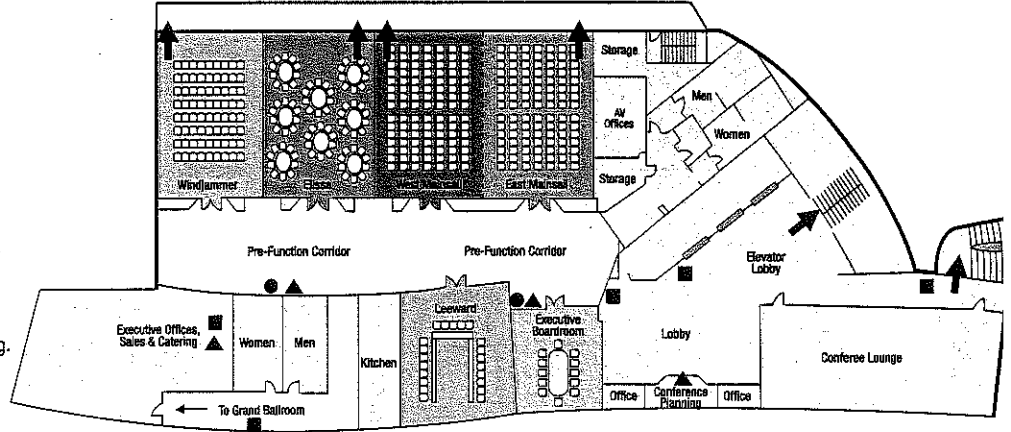 Storage
Men
AV
Offices
Women
Windjammer
Elissa
West Mainsail
East Mainsail
Storage
Pre-Function Corridor
Pre-Function Corridor
Elevator
Lobby
Leeward
Executive Offices,
Sales & Catering
Women
Men
Kitchen
Executive
Boardroom
Lobby
Conferee Lounge
g.
Office
Conference
Planning
Office
To Grand Ballroom